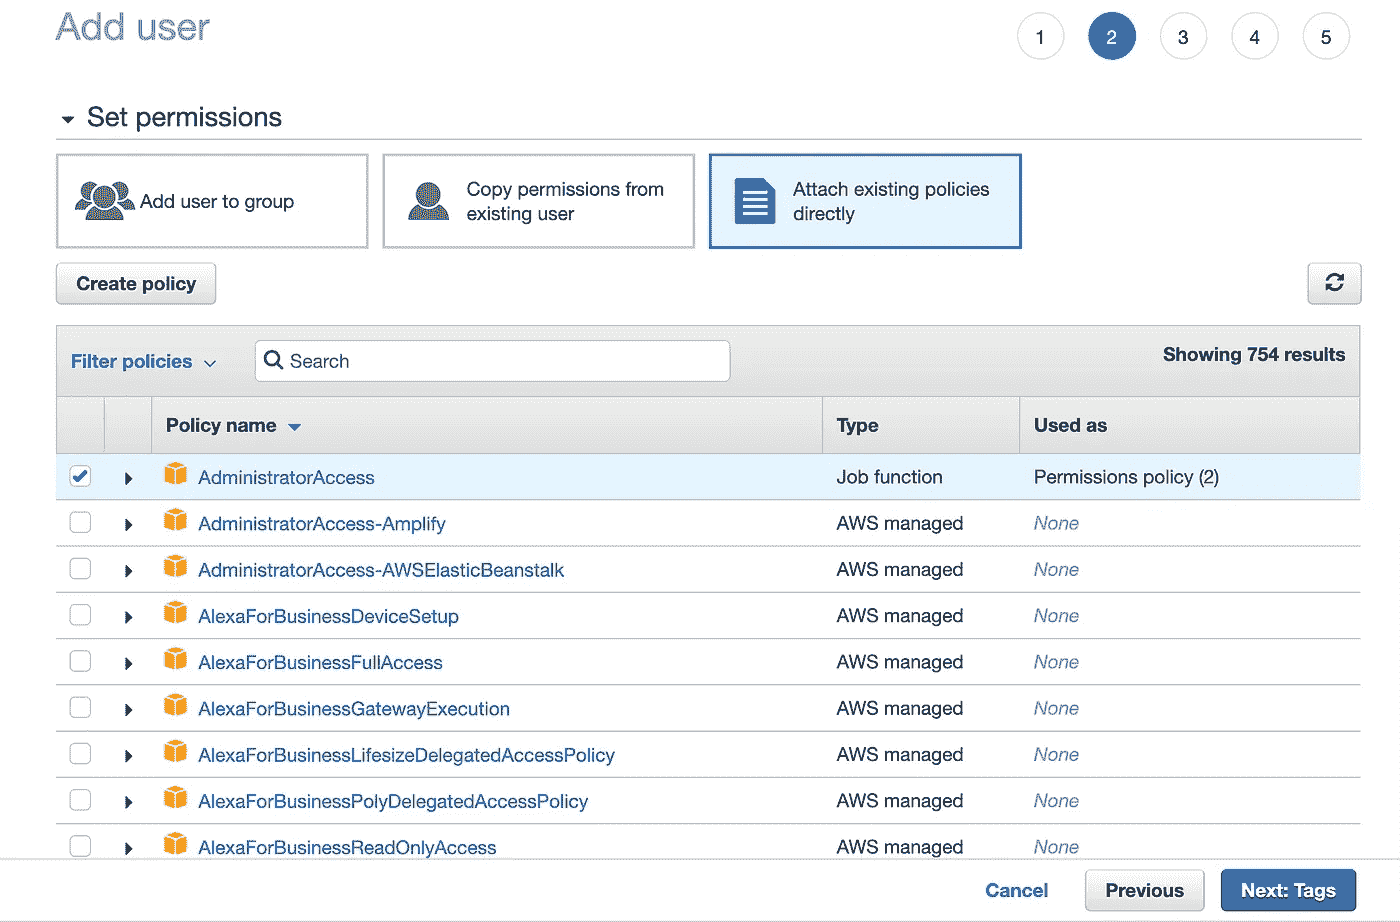 Add user
1 2 3 4 5
Set permissions
Add user to group
Copy permissions from
existing user
Attach existing policies
directly
Create policy
Filter policies
Search
Showing 754 results
Policy name Type Used as
AdministratorAccess Job function Permissions policy (2)
AdministratorAccess-Amplify AWS managed None
AdministratorAccess-AWSElasticBeanstalk AWS managed None
AlexaForBusinessDeviceSetup AWS managed None
AlexaForBusinessFullAccess AWS managed None
AlexaForBusinessGatewayExecution AWS managed None
AlexaForBusinessLifesizeDelegatedAccessPolicy AWS managed None
AlexaForBusinessPolyDelegatedAccessPolicy AWS managed None
AlexaForBusinessReadOnlyAccess AWS managed None
Cancel Previous Next: Tags